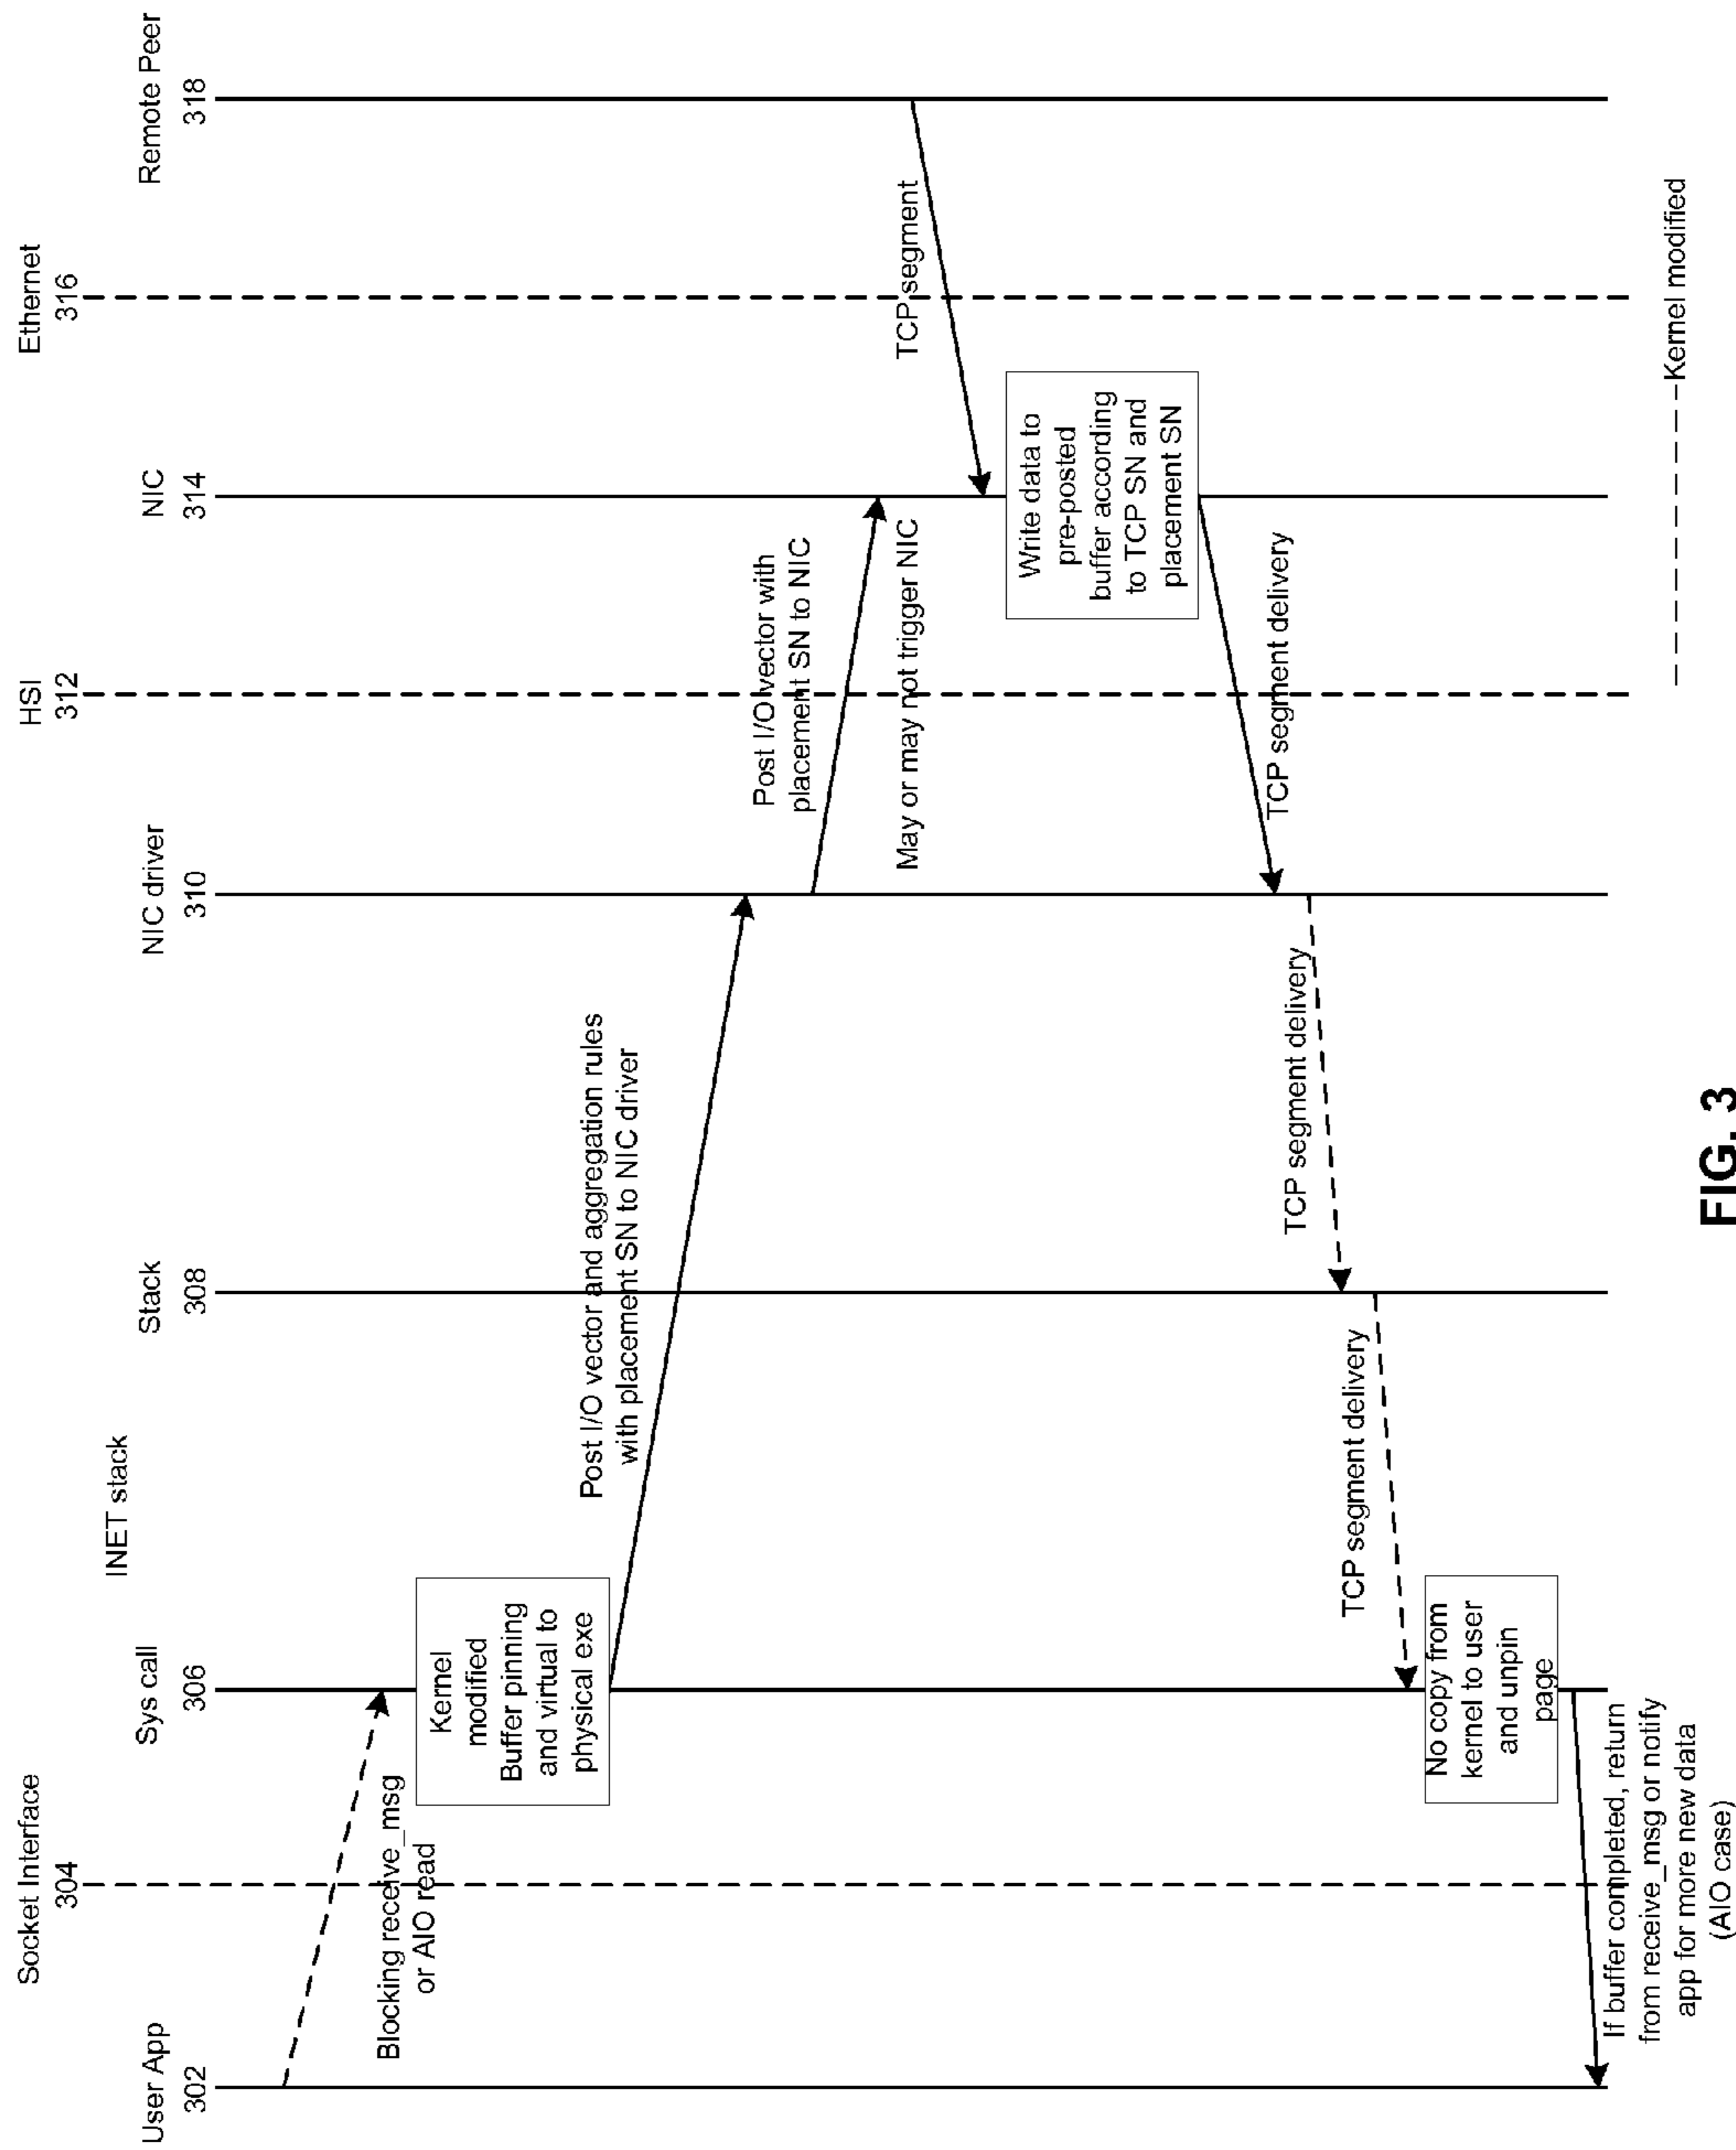 Socket Interface
304
HSI
312
Ethernet
316
INET stack
User App
302
Sys call
306
Stack
308
NIC driver
310
NIC
314
Remote Peer
318
Blocking receive_msg
or AIO read
Kernel
modified
Buffer pinning
and virtual to
physical exe
Post I/O vector and aggregation rules
with placement SN to NIC driver
Post I/O vector with
placement SN to NIC
May or may not trigger NIC
TCP segment
Write data to
pre-posted
buffer according
to TCP SN and
placement SN
TCP segment delivery
TCP segment delivery
TCP segment delivery
No copy from
kernel to user
and unpin
page
If buffer completed, return
from receive_msg or notify
app for more new data
(AIO case)
Kernel modified
FIG. 3